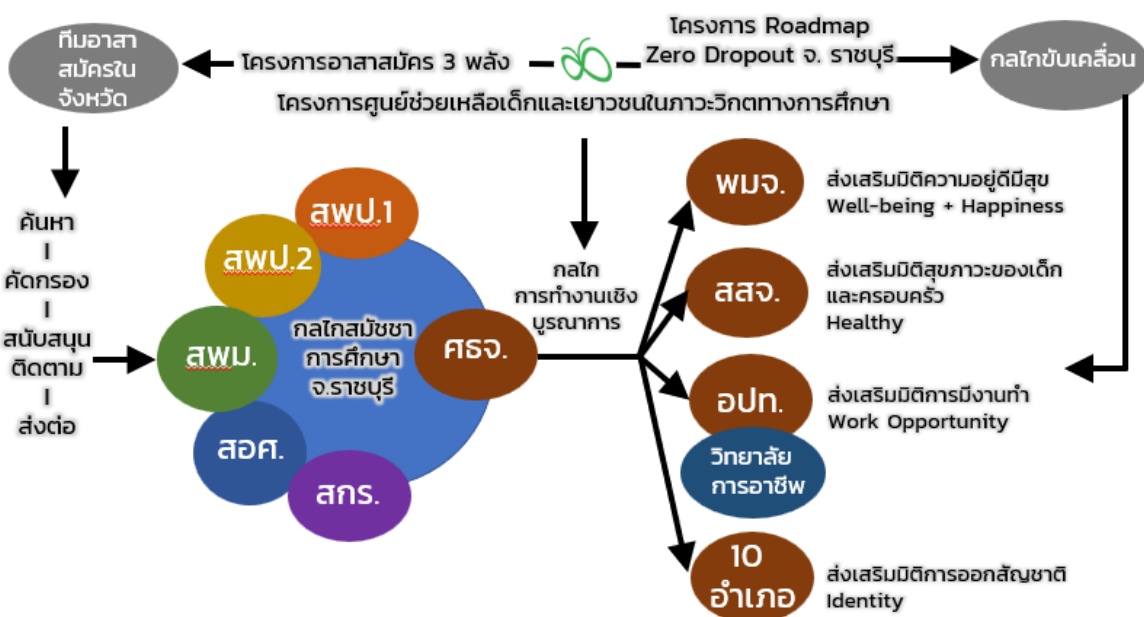 ทีมอาสา
สมัครใน
จังหวัด
โครงการอาสาสมัคร 3 พลัง
โครงการ Roadmap
Zero Dropout จ. ราชบุรี
กลไกขับเคลื่อน
โครงการศูนย์ช่วยเหลือเด็กและเยาวชนในภาวะวิกตทางการศึกษา
ค้นหา
I
คัดกรอง
I
สนับสนุน
ติดตาม
I
ส่งต่อ
สพป.1
สพป.2
สพม.
สอศ.
สกร.
กลไกสมัชชา
การศึกษา
จ.ราชบุรี
ศธจ.
กลไก
การทำงานเชิง
บูรณาการ
พมจ.
ส่งเสริมมิติความอยู่ดีมีสุข
Well-being + Happiness
สสจ.
ส่งเสริมมิติสุขภาวะของเด็ก
และครอบครัว
Healthy
อปท.
ส่งเสริมมิติการมีงานทำ
Work Opportunity
วิทยาลัย
การอาชีพ
10
อำเภอ
ส่งเสริมมิติการออกสัญชาติ
Identity